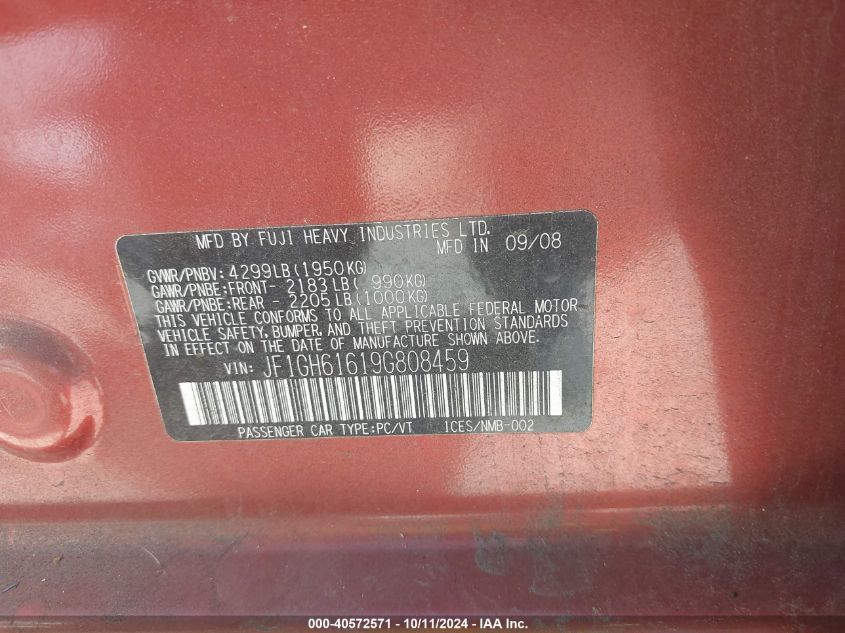 MFD BY FUJI HEAVY INDUSTRIES LTD.
MFD IN 09/08
GVWR/PNBV: 4299LB(1950KG)
GAWR/PNBE:FRONT- 2183LB( 990KG)
GAWR/PNBE:REAR - 2205LB(1000KG)
THIS VEHICLE CONFORMS TO ALL APPLICABLE FEDERAL MOTOR
VEHICLE SAFETY, BUMPER, AND THEFT PREVENTION STANDARDS
IN EFFECT ON THE DATE OF MANUFACTURE SHOWN ABOVE.
VIN: JF1GH61619G808459
PASSENGER CAR TYPE:PC/VT ICES/NMB-002
000-40572571 - 10/11/2024 - IAA Inc.